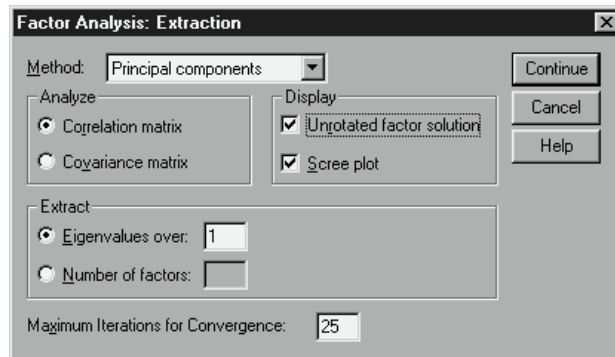 Factor Analysis: Extraction
Method: Principal components
Continue
Analyze
Display
Correlation matrix
Unrotated factor solution
Cancel
Covariance matrix
Scree plot
Help
Extract
Eigenvalues over: 1
Number of factors:
Maximum Iterations for Convergence: 25